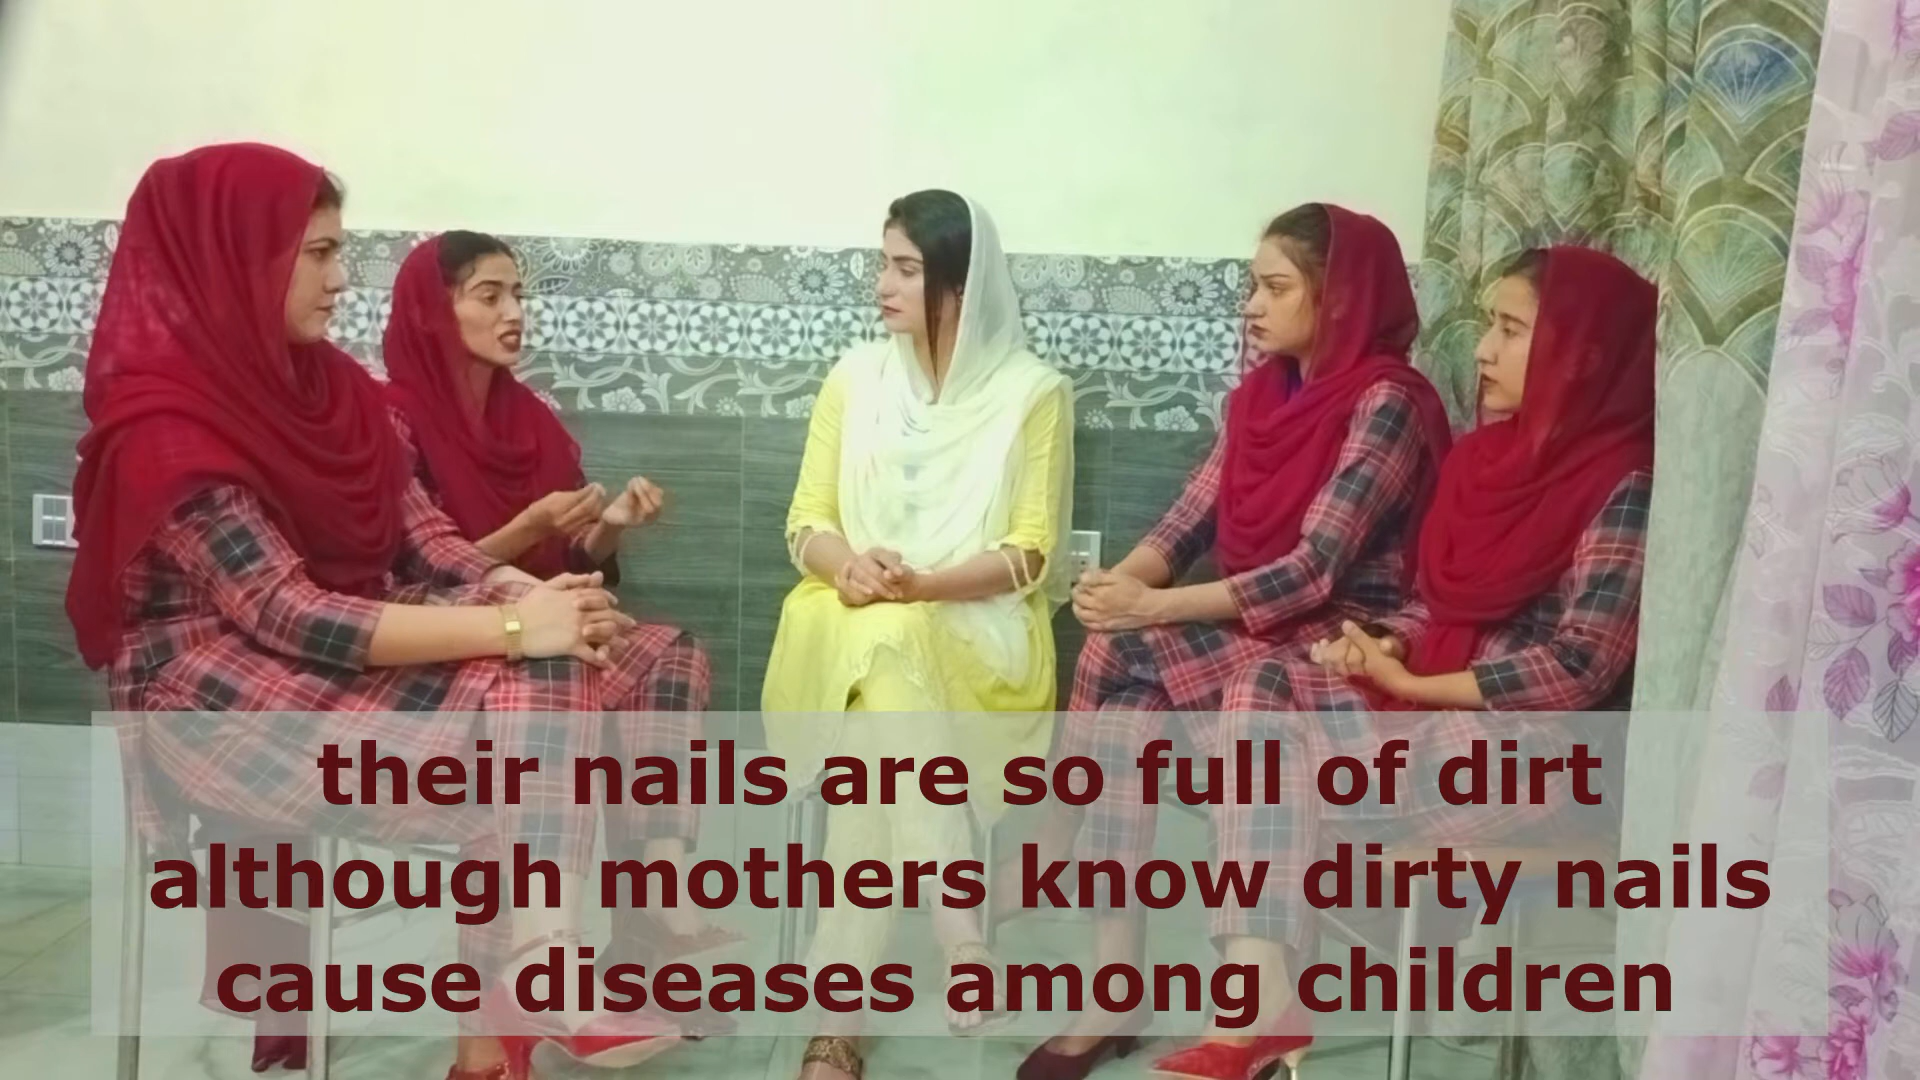 their nails are so full of dirt
although mothers know dirty nails
cause diseases among children